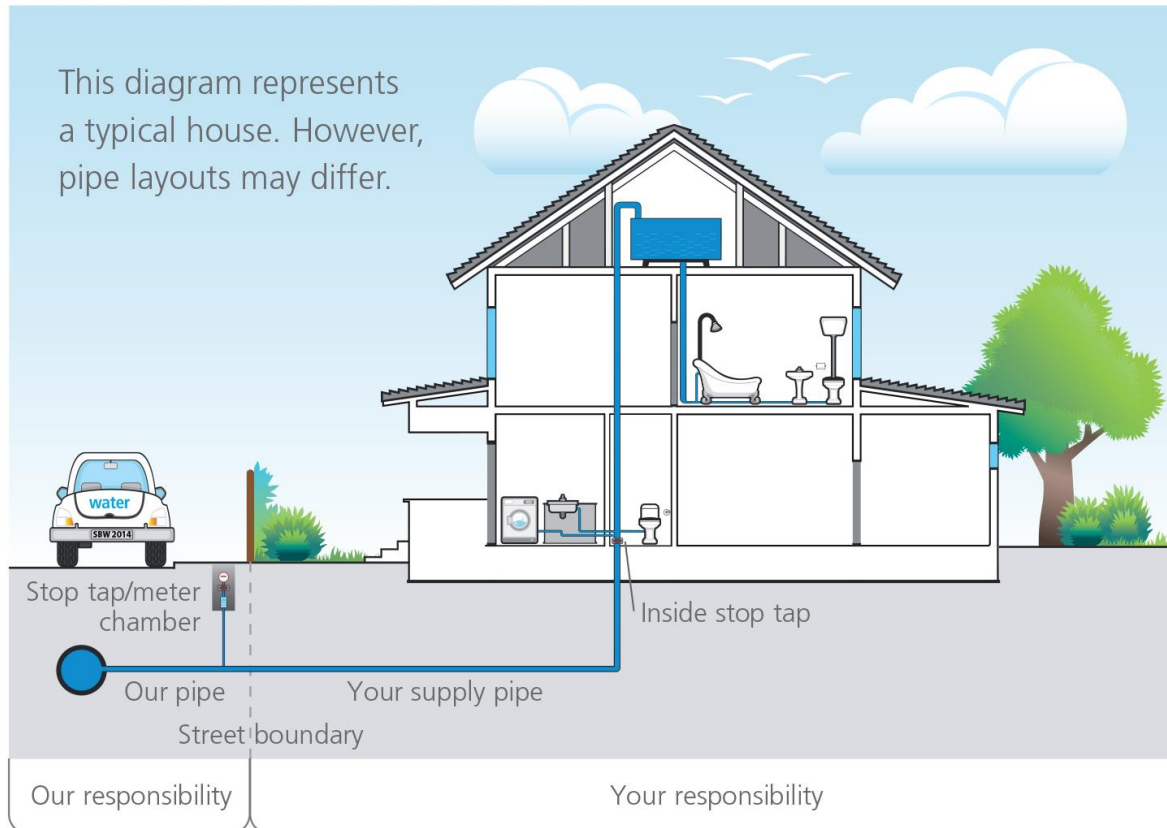 This diagram represents
a typical house. However,
pipe layouts may differ.
water
SBW 2014
Stop tap/meter
chamber
Inside stop tap
Our pipe
Your supply pipe
Street boundary
Our responsibility
Your responsibility